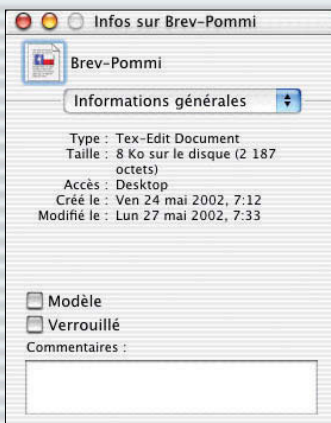 Infos sur Brev-Pommi
Brev-Pommi
Informations générales
Type : Tex-Edit Document
Taille : 8 Ko sur le disque (2 187
octets)
Accès : Desktop
Créé le : Ven 24 mai 2002, 7:12
Modifié le : Lun 27 mai 2002, 7:33
Modèle
Verrouillé
Commentaires :